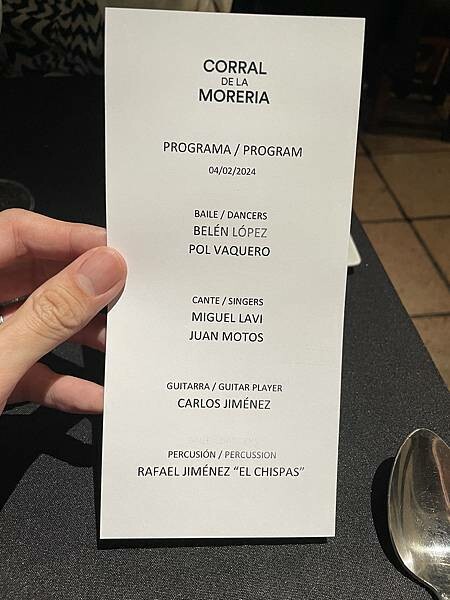 CORRAL
DE LA
MORERIA
PROGRAMA / PROGRAM
04/02/2024
BAILE / DANCERS
BELÉN LÓPEZ
POL VAQUERO
CANTE / SINGERS
MIGUEL LAVI
JUAN MOTOS
GUITARRA / GUITAR PLAYER
CARLOS JIMÉNEZ
PERCUSIÓN / PERCUSSION
RAFAEL JIMÉNEZ “EL CHISPAS”